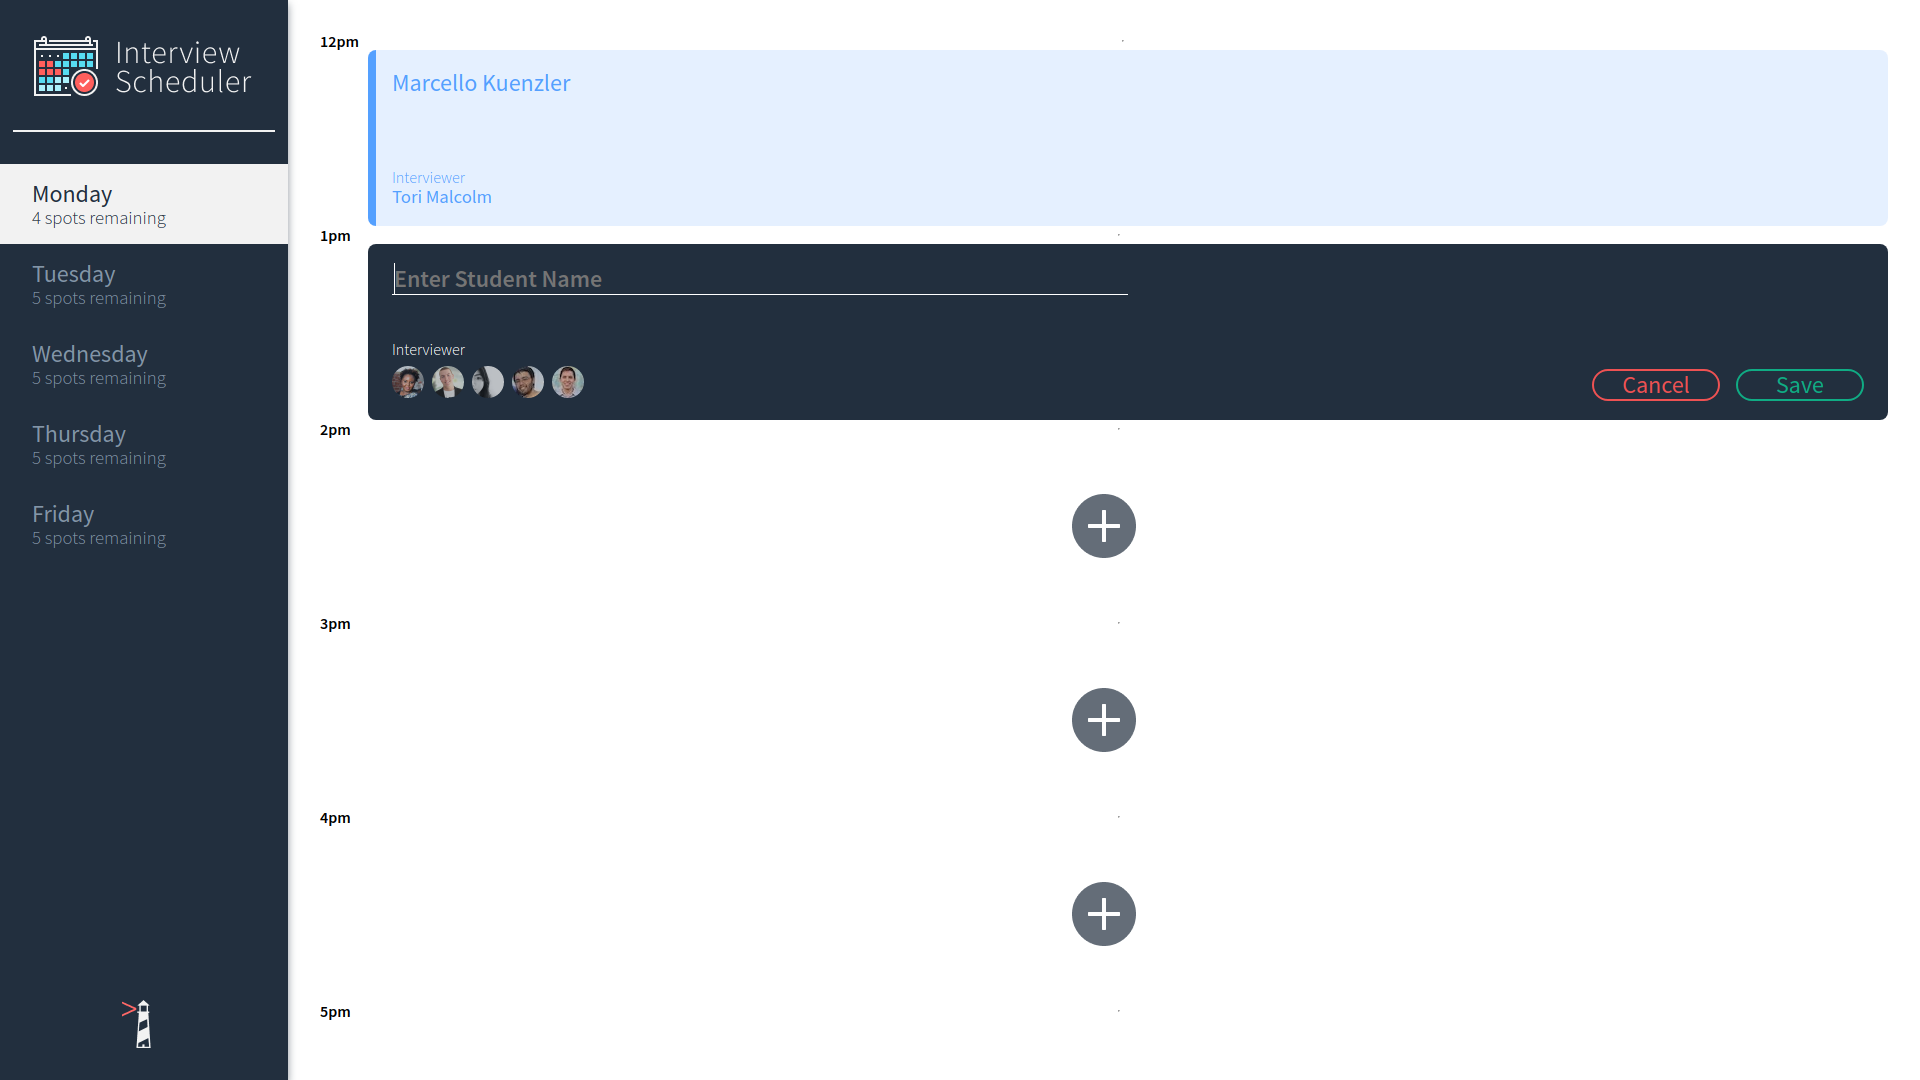 Interview
Scheduler
Monday
4 spots remaining
Tuesday
5 spots remaining
Wednesday
5 spots remaining
Thursday
5 spots remaining
Friday
5 spots remaining
12pm
Marcello Kuenzler
Interviewer
Tori Malcolm
1pm
Enter Student Name
Interviewer
Cancel
Save
2pm
3pm
4pm
5pm